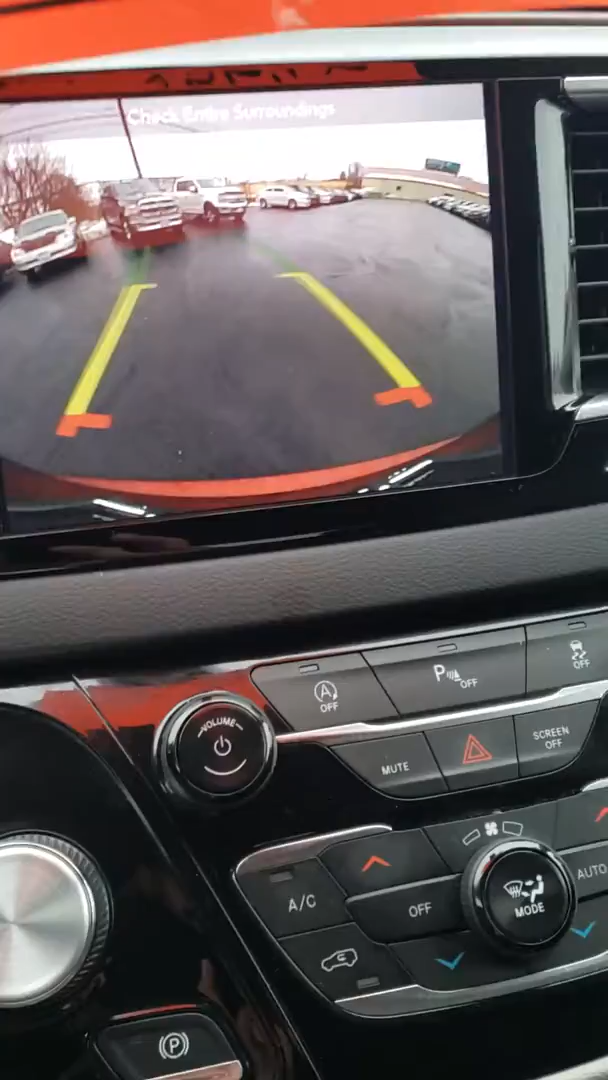 Check Entire Surroundings
A
OFF
P OFF
OFF
VOLUME
MUTE
SCREEN
OFF
A/C
OFF
MODE
AUTO
P